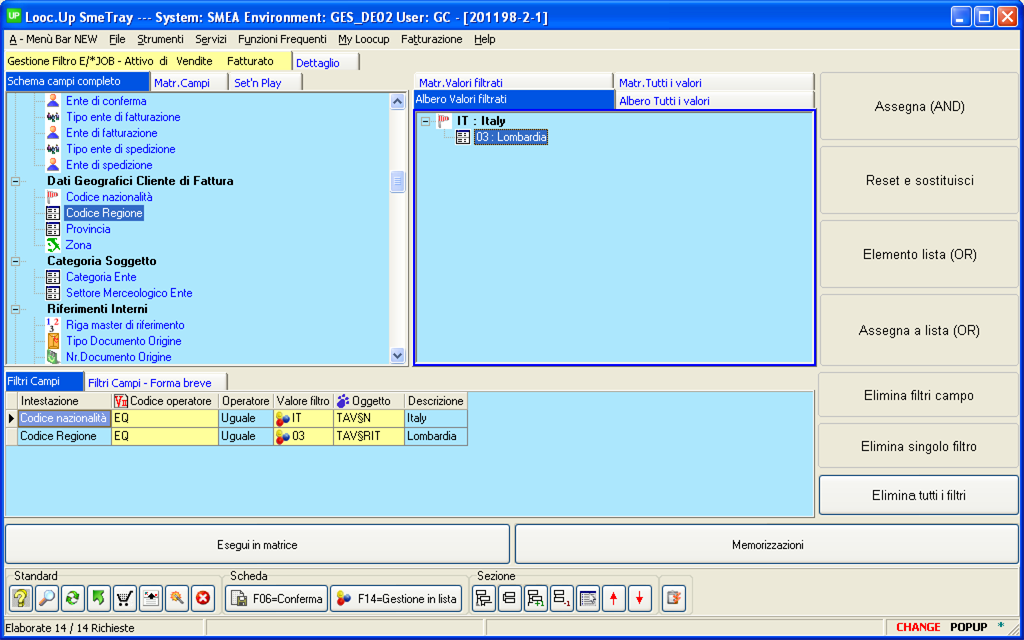 UP Looc.Up SmeTray --- System: SMEA Environment: GES_DE02 User: GC - [201198-2-1]
A - Menù Bar NEW File Strumenti Servizi Funzioni Frequenti My Loocup Fatturazione Help
Gestione Filtro E/*JOB - Attivo di Vendite Fatturato Dettaglio
Schema campi completo Matr.Campi Set'n Play
Ente di conferma
Tipo ente di fatturazione
Ente di fatturazione
Tipo ente di spedizione
Ente di spedizione
Dati Geografici Cliente di Fattura
Codice nazionalità
Codice Regione
Provincia
Zona
Categoria Soggetto
Categoria Ente
Settore Merceologico Ente
Riferimenti Interni
Riga master di riferimento
Tipo Documento Origine
Nr.Documento Origine
Matr.Valori filtrati Matr.Tutti i valori
Albero Valori filtrati Albero Tutti i valori
IT : Italy
03 : Lombardia
Assegna (AND)
Reset e sostituisci
Elemento lista (OR)
Assegna a lista (OR)
Elimina filtri campo
Elimina singolo filtro
Elimina tutti i filtri
Filtri Campi Filtri Campi - Forma breve
Intestazione Codice operatore Operatore Valore filtro Oggetto Descrizione
Codice nazionalità EQ Uguale IT TAV§N Italy
Codice Regione EQ Uguale 03 TAV§RIT Lombardia
Esegui in matrice Memorizzazioni
Standard Scheda Sezione
F06=Conferma F14=Gestione in lista
Elaborate 14 / 14 Richieste CHANGE POPUP *